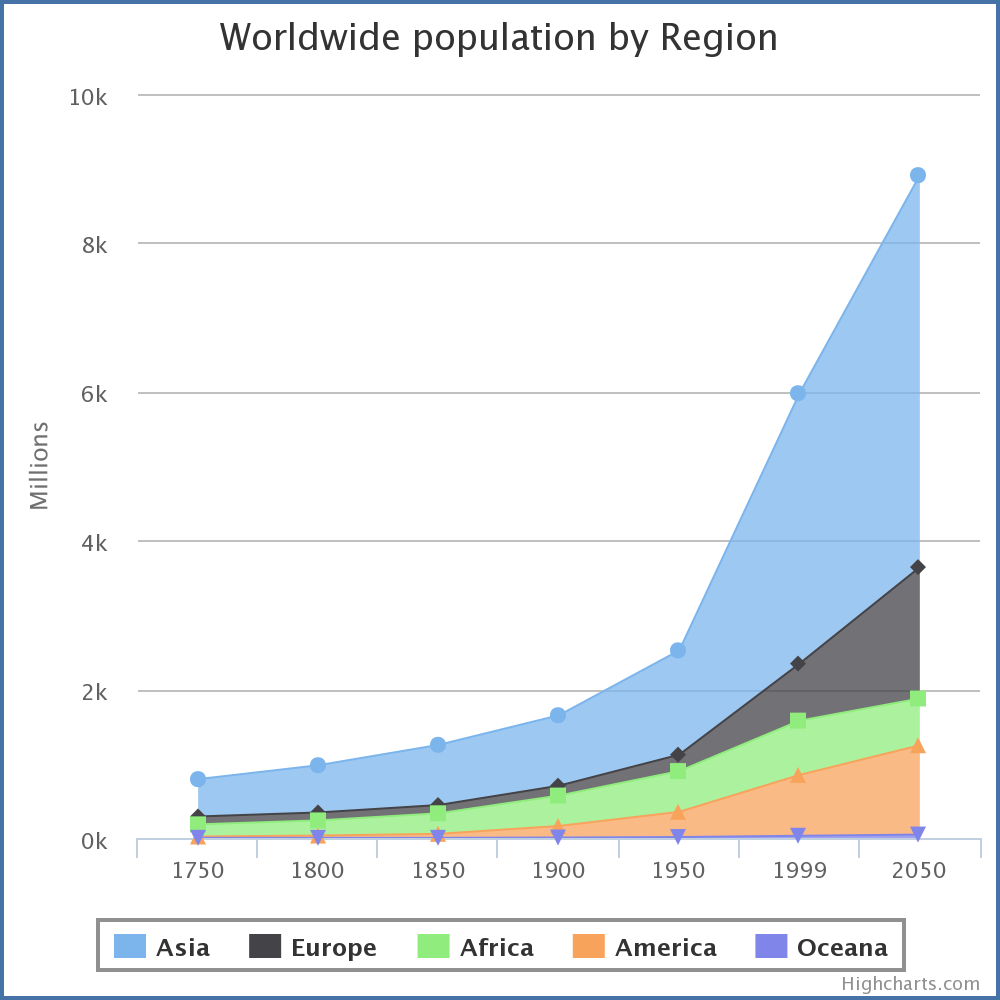 Worldwide population by Region
10k
8k
6k
4k
2k
0k
Millions
1750 1800 1850 1900 1950 1999 2050
Asia Europe Africa America Oceana
Highcharts.com